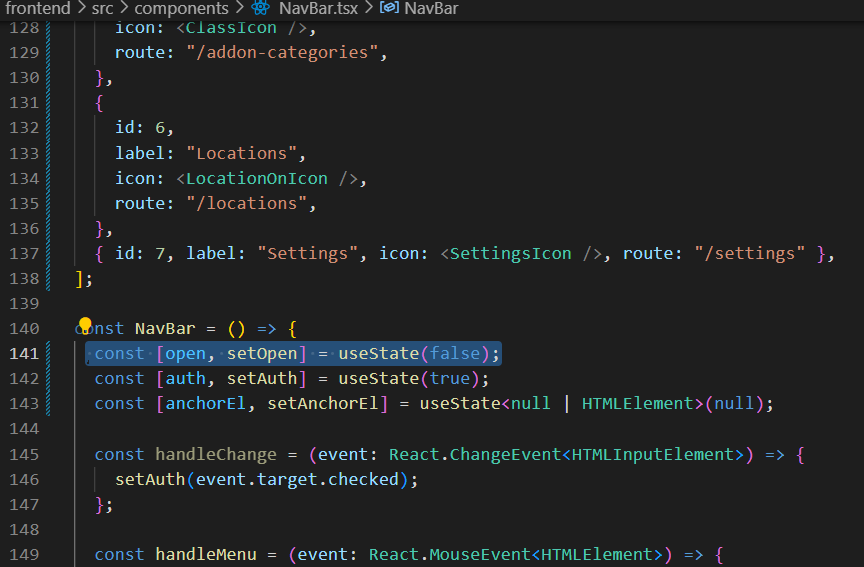 frontend > src > components > NavBar.tsx > NavBar
128 icon: <ClassIcon />,
129 route: "/addon-categories",
130 },
131 {
132 id: 6,
133 label: "Locations",
134 icon: <LocationOnIcon />,
135 route: "/locations",
136 },
137 { id: 7, label: "Settings", icon: <SettingsIcon />, route: "/settings" },
138 ];
139
140 const NavBar = () => {
141 const [open, setOpen] = useState(false);
142 const [auth, setAuth] = useState(true);
143 const [anchorEl, setAnchorEl] = useState<null | HTMLElement>(null);
144
145 const handleChange = (event: React.ChangeEvent<HTMLInputElement>) => {
146 setAuth(event.target.checked);
147 };
148
149 const handleMenu = (event: React.MouseEvent<HTMLElement>) => {